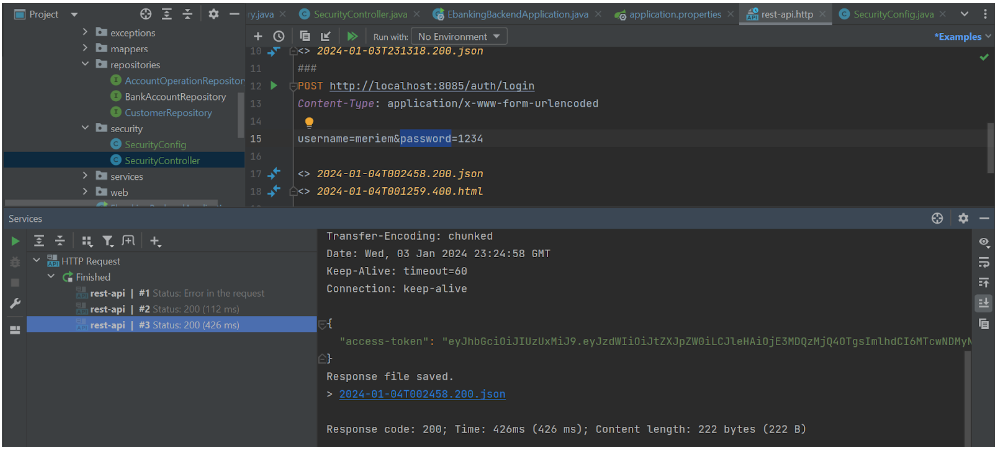 Project
y.java
SecurityController.java
EbankingBackendApplication.java
application.properties
rest-api.http
SecurityConfig.java
exceptions
mappers
repositories
AccountOperationRepositor
BankAccountRepository
CustomerRepository
security
SecurityConfig
SecurityController
services
web
Run with: No Environment
*Examples
10 <> 2024-01-03T231318.200.json
11 ###
12 POST http://localhost:8085/auth/login
13 Content-Type: application/x-www-form-urlencoded
14
15 username=meriem&password=1234
16
17 <> 2024-01-04T002458.200.json
18 <> 2024-01-04T001259.400.html
Services
HTTP Request
Finished
rest-api | #1 Status: Error in the request
rest-api | #2 Status: 200 (112 ms)
rest-api | #3 Status: 200 (426 ms)
Transfer-Encoding: chunked
Date: Wed, 03 Jan 2024 23:24:58 GMT
Keep-Alive: timeout=60
Connection: keep-alive
{
"access-token": "eyJhbGciOiJIUzUxMiJ9.eyJzdWIiOiJtZXJpZW0iLCJleHAiOjE3MDQzMjQ4OTgsImlhdCI6MTcwNDMyN
}
Response file saved.
> 2024-01-04T002458.200.json
Response code: 200; Time: 426ms (426 ms); Content length: 222 bytes (222 B)